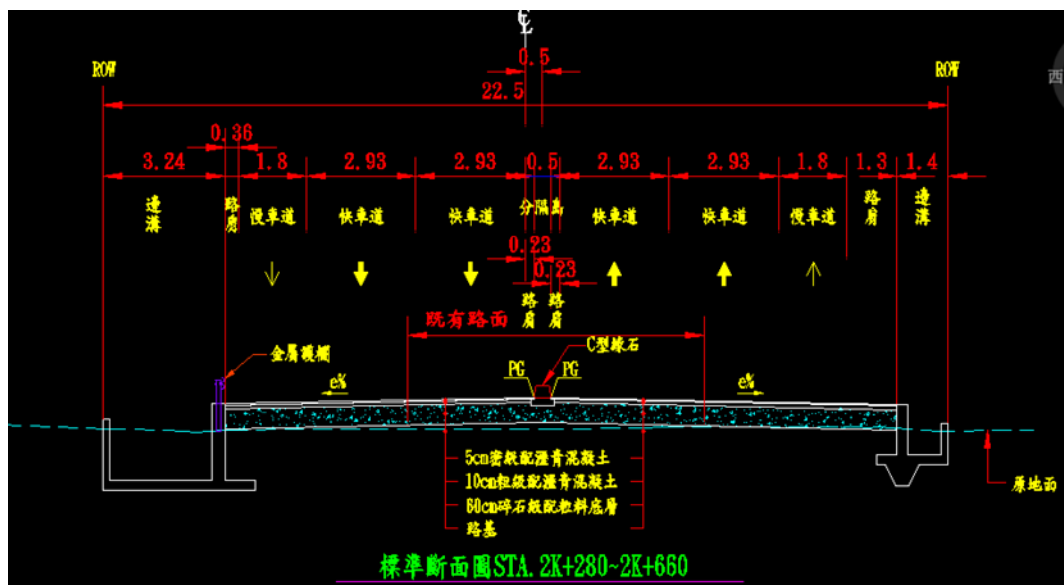 ℄
0.5
ROW
ROW
西
22.5
0.36
3.24
1.8
2.93
2.93
0.5
2.93
2.93
1.8
1.3
1.4
邊溝
路肩
慢車道
快車道
快車道
分隔島
快車道
快車道
慢車道
路肩
邊溝
0.23
0.23
路肩
路肩
既有路面
C型緣石
金屬護欄
PG
PG
e%
e%
5cm密級配瀝青混凝土
10cm粗級配瀝青混凝土
60cm碎石級配粒料底層
路基
原地面
標準斷面圖STA. 2K+280~2K+660